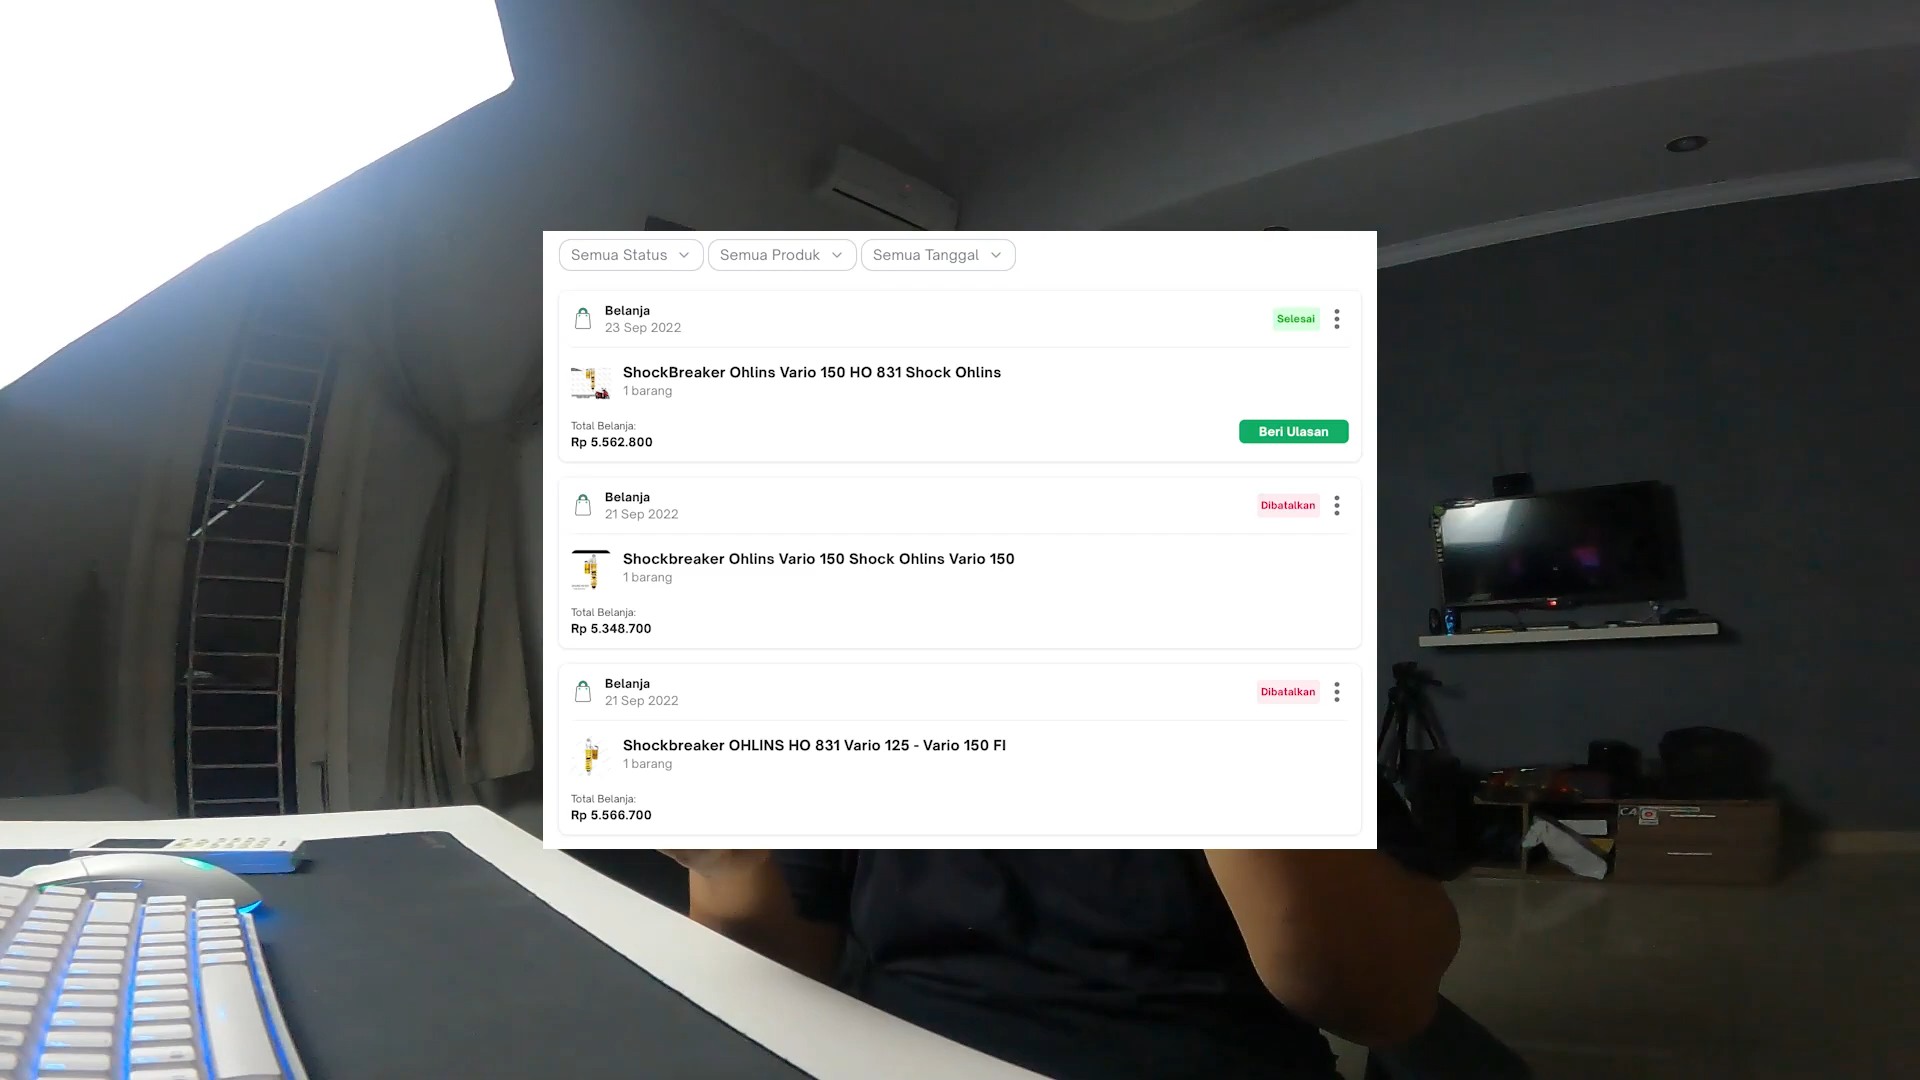 Semua Status
Semua Produk
Semua Tanggal
Belanja
23 Sep 2022
Selesai
ShockBreaker Ohlins Vario 150 HO 831 Shock Ohlins
1 barang
Total Belanja:
Rp 5.562.800
Beri Ulasan
Belanja
21 Sep 2022
Dibatalkan
Shockbreaker Ohlins Vario 150 Shock Ohlins Vario 150
1 barang
Total Belanja:
Rp 5.348.700
Belanja
21 Sep 2022
Dibatalkan
Shockbreaker OHLINS HO 831 Vario 125 - Vario 150 FI
1 barang
Total Belanja:
Rp 5.566.700